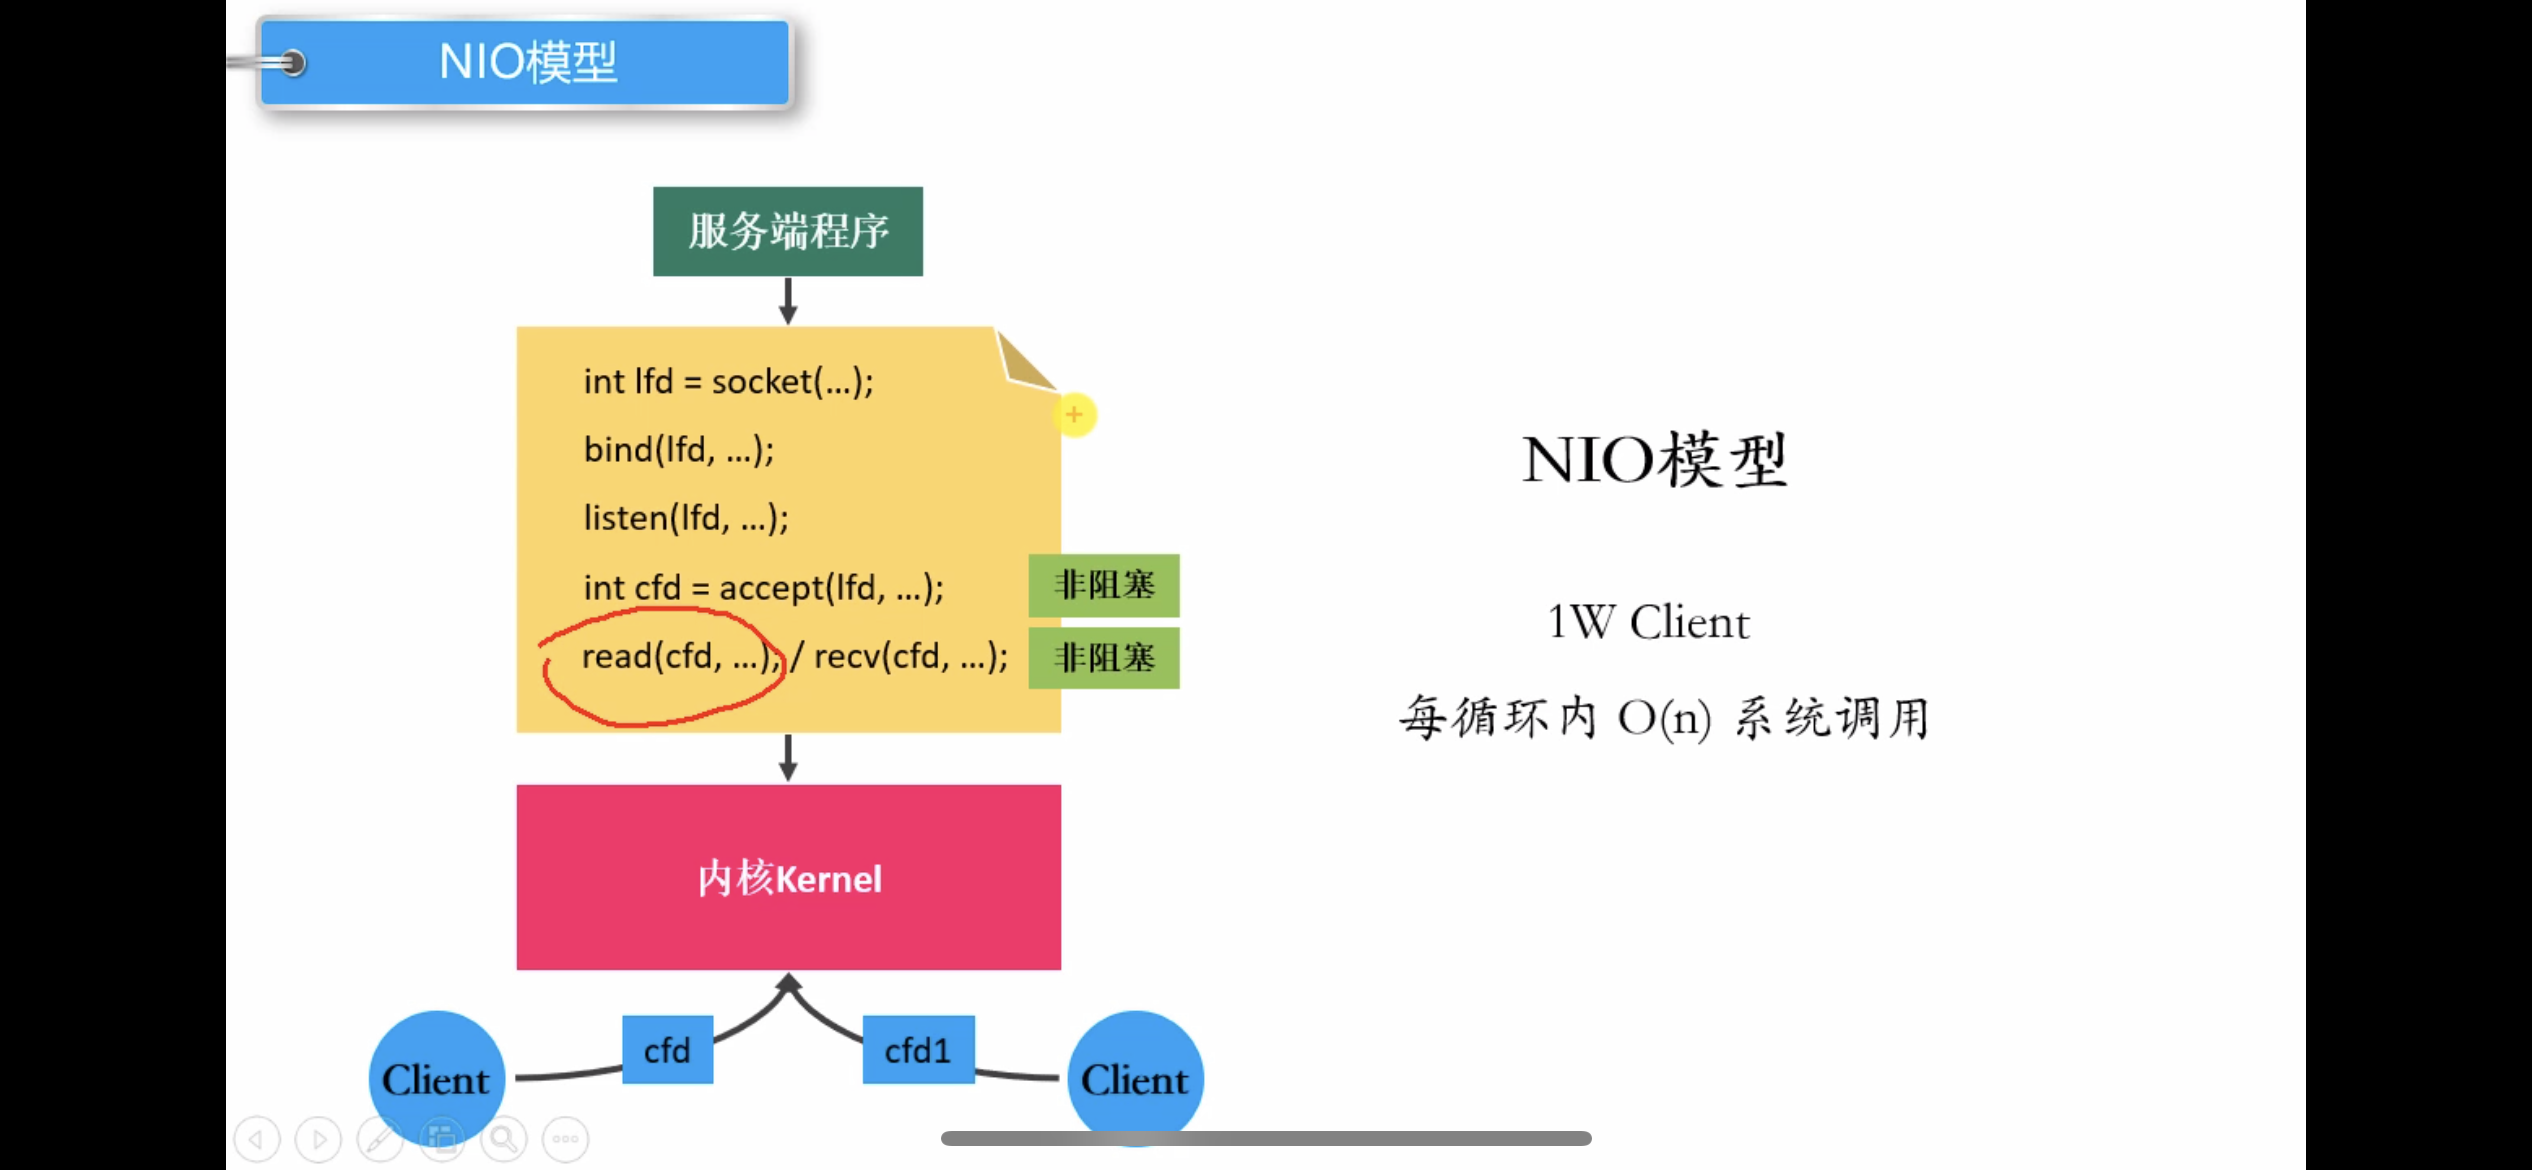 NIO模型
服务端程序
int lfd = socket(...);
bind(lfd, ...);
listen(lfd, ...);
int cfd = accept(lfd, ...);
非阻塞
read(cfd, ...); / recv(cfd, ...);
非阻塞
内核Kernel
cfd
cfd1
Client
Client
NIO模型
1W Client
每循环内 O(n) 系统调用